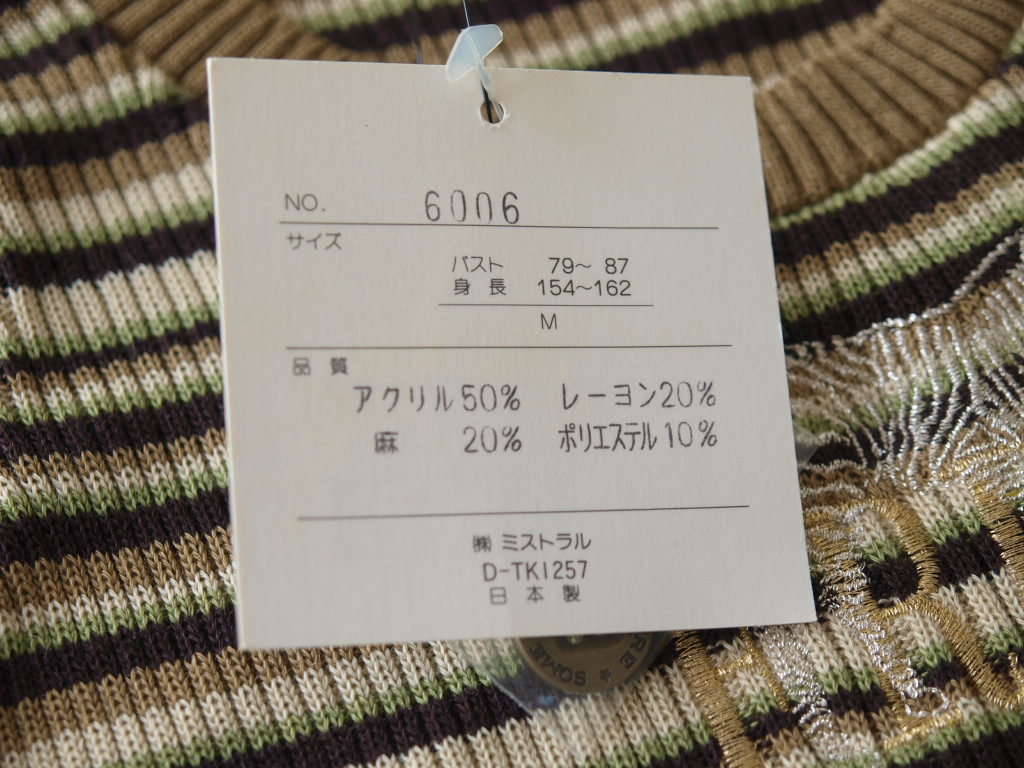 NO. 6006
サイズ
バスト 79～87
身長 154～162
M
品質
アクリル50% レーヨン20%
麻 20% ポリエステル10%
㈱ ミストラル
D-TK1257
日本製
RE ★ SOME